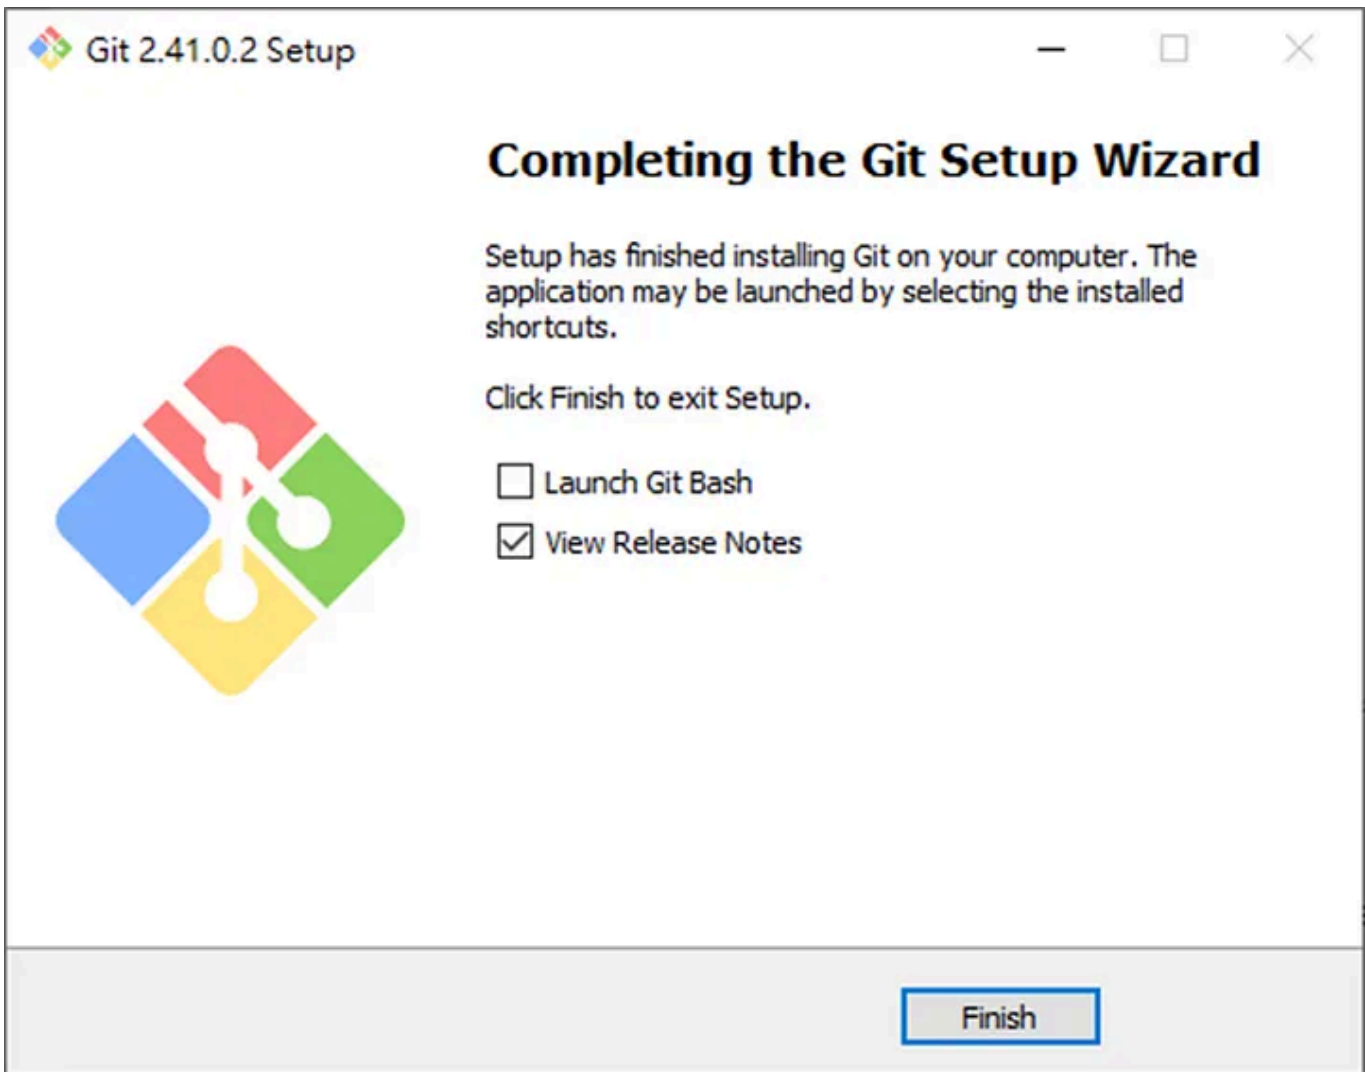 Git 2.41.0.2 Setup
Completing the Git Setup Wizard
Setup has finished installing Git on your computer. The
application may be launched by selecting the installed
shortcuts.
Click Finish to exit Setup.
Launch Git Bash
View Release Notes
Finish